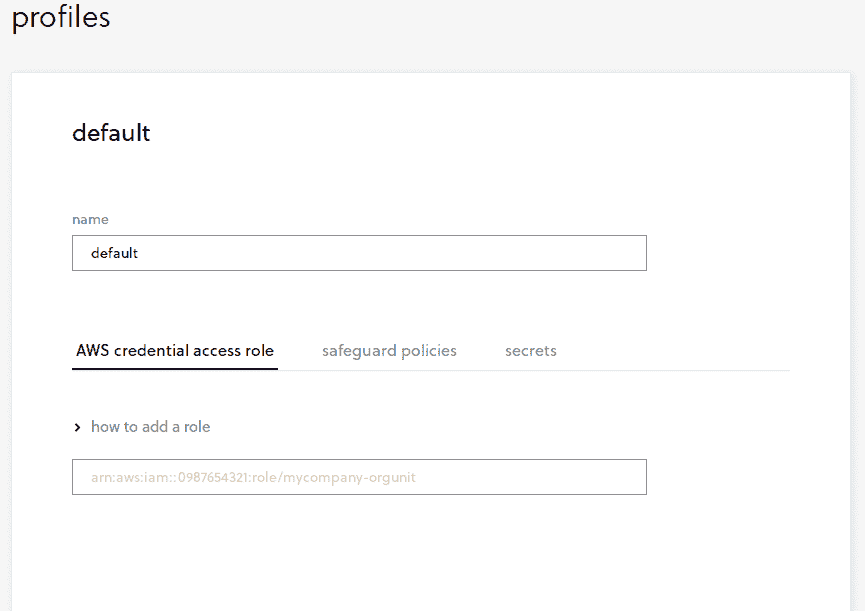 profiles
default
name
default
AWS credential access role safeguard policies secrets
how to add a role
arn:aws:iam::0987654321:role/mycompany-orgunit